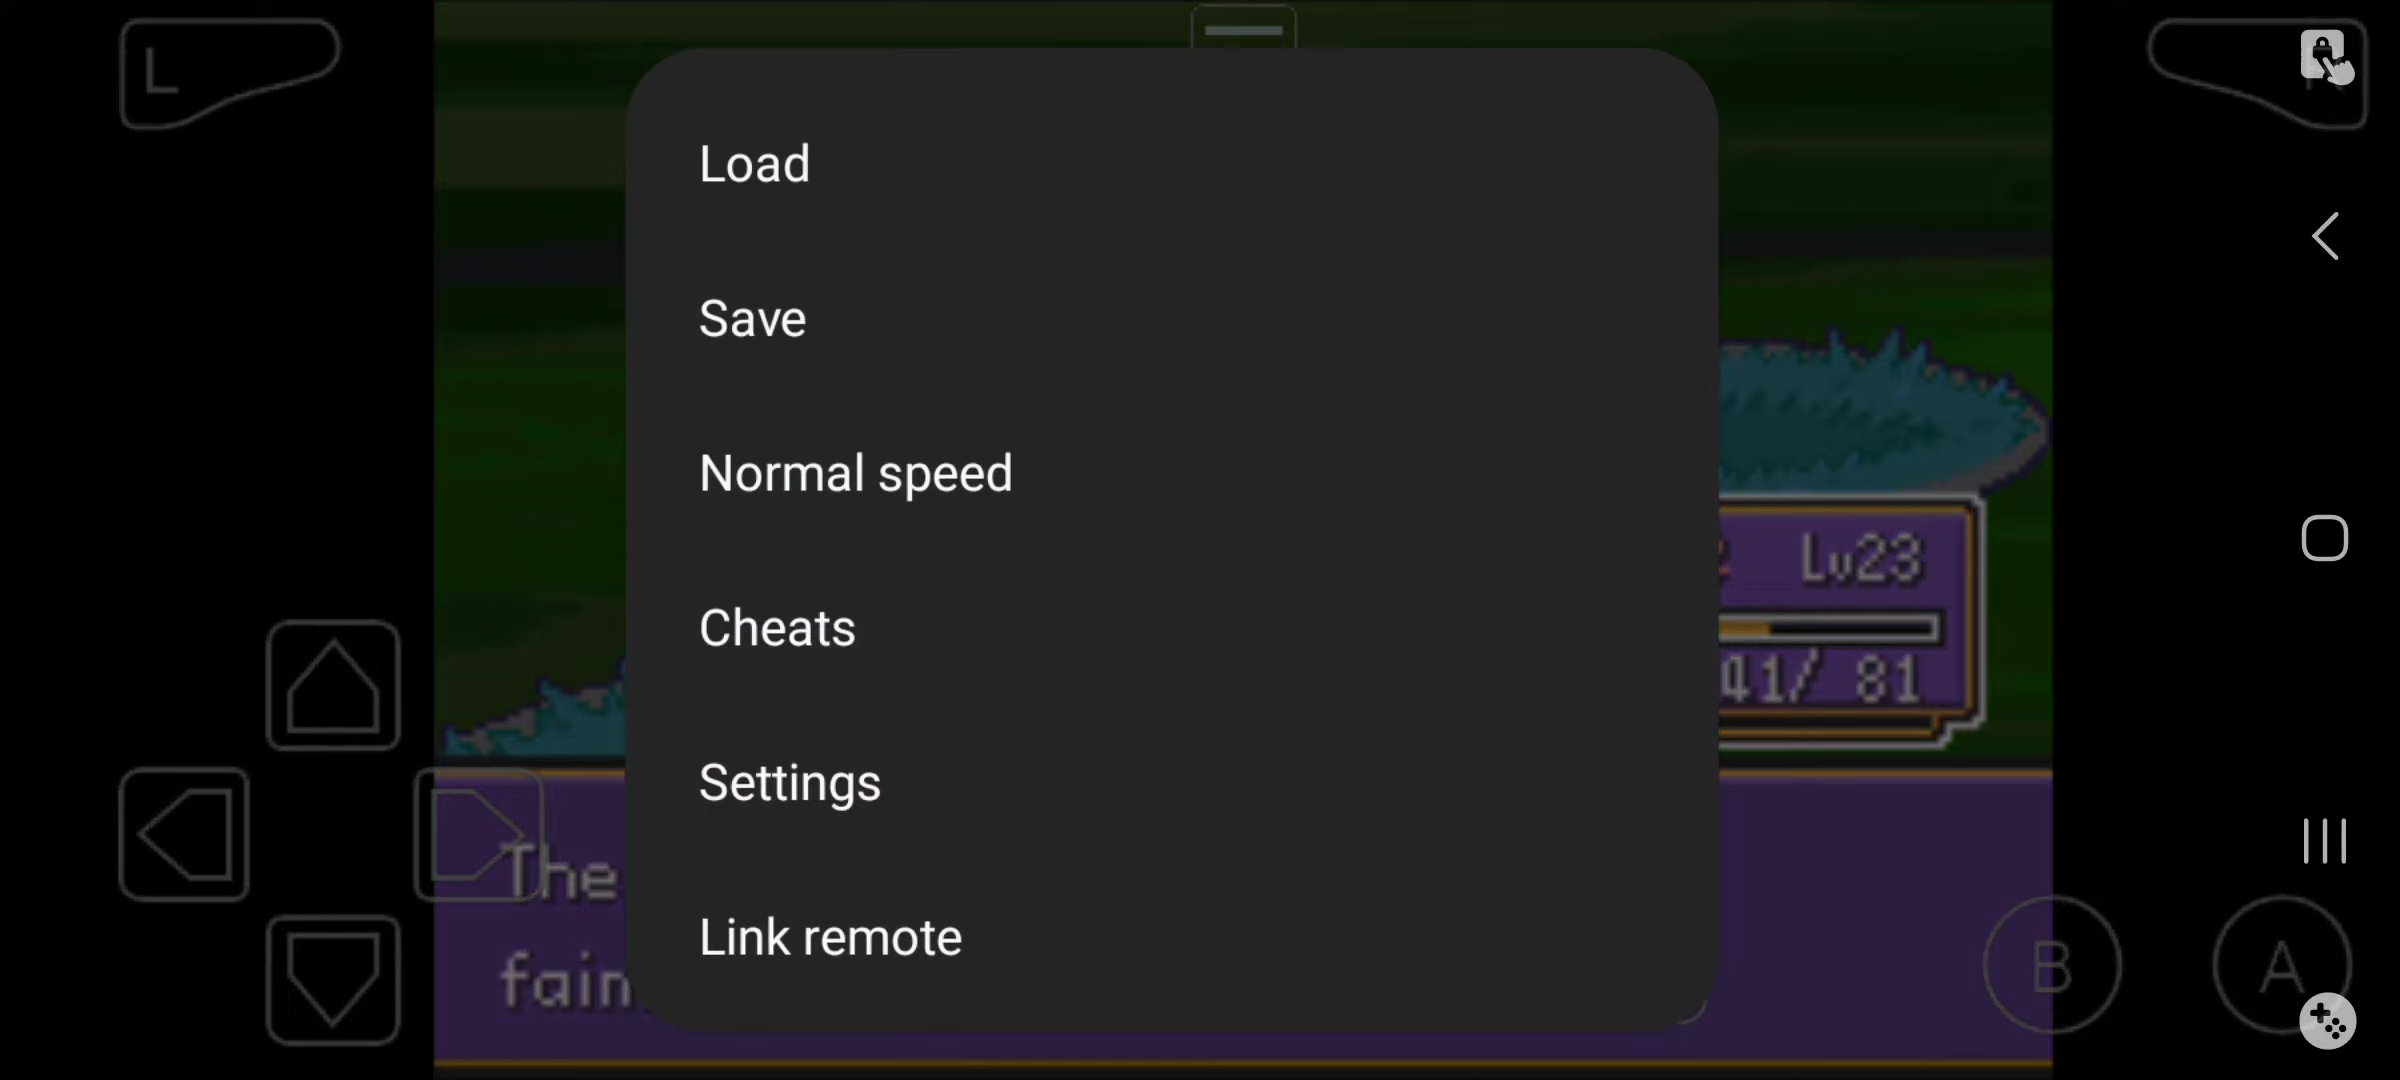 L
Load
Save
Normal speed
Lv23
Cheats
41/ 81
Settings
The
fain
Link remote
B
A